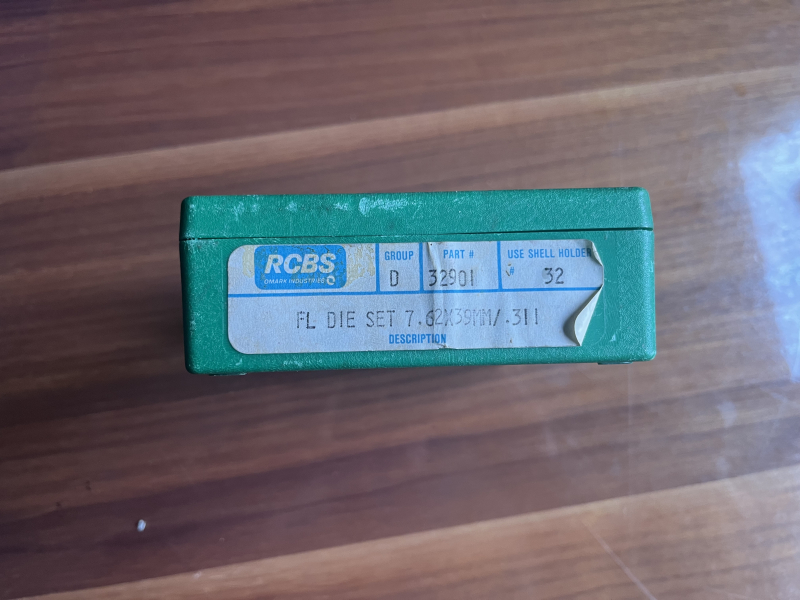 RCBS
OMARK INDUSTRIES
GROUP
D
PART #
32901
USE SHELL HOLDER
# 32
FL DIE SET 7.62X39MM/.311
DESCRIPTION